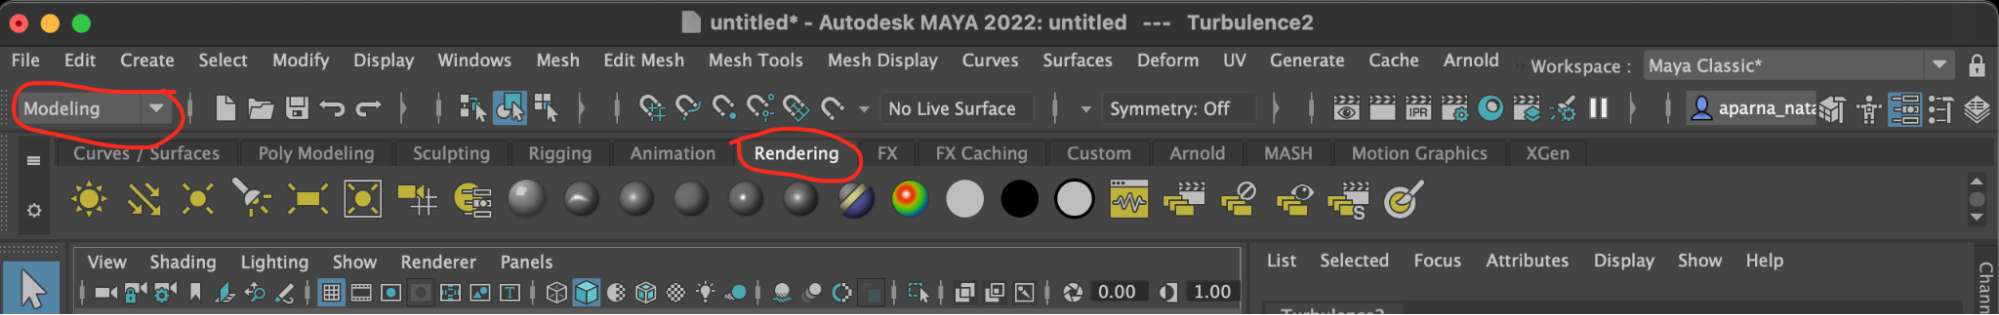 untitled* - Autodesk MAYA 2022: untitled --- Turbulence2
File Edit Create Select Modify Display Windows Mesh Edit Mesh Mesh Tools Mesh Display Curves Surfaces Deform UV Generate Cache Arnold Workspace : Maya Classic*
Modeling No Live Surface Symmetry: Off IPR aparna_nata
Curves / Surfaces Poly Modeling Sculpting Rigging Animation Rendering FX FX Caching Custom Arnold MASH Motion Graphics XGen
S
View Shading Lighting Show Renderer Panels List Selected Focus Attributes Display Show Help
T 0.00 1.00
Chann
Turbulence2